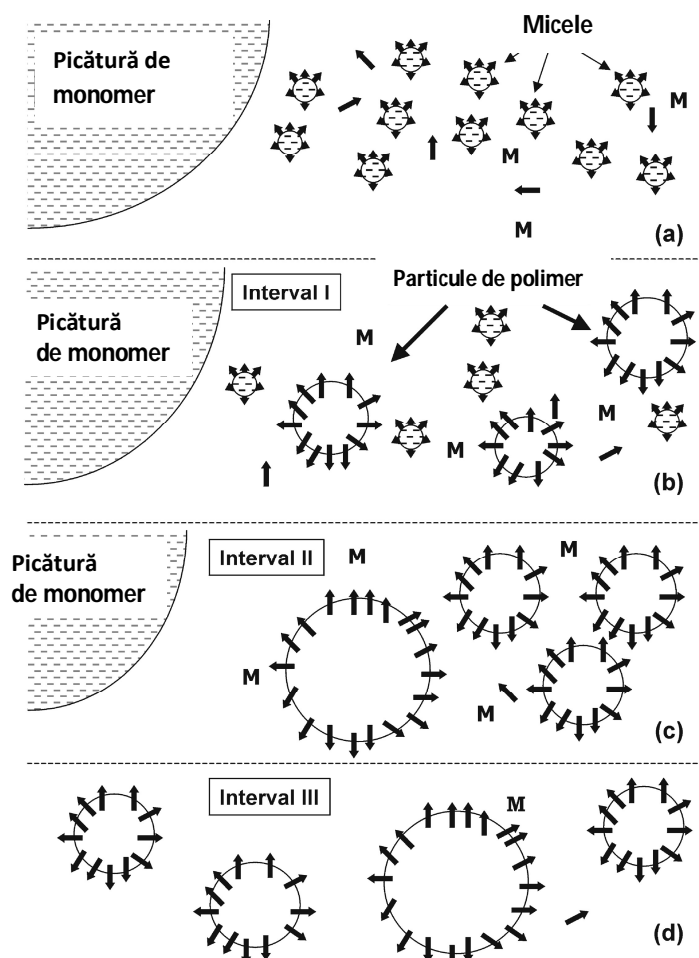 Micele
Picătură de
monomer
M
M
M
(a)
Interval I
Particule de polimer
Picătură
de monomer
M
M
M
(b)
Interval II
M
M
Picătură
de monomer
M
M
(c)
Interval III
M
(d)